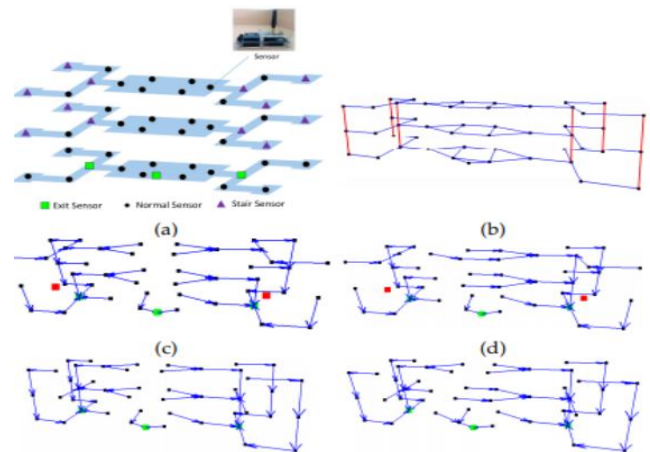 Sensor
Exit Sensor
Normal Sensor
Stair Sensor
(a)
(b)
(c)
(d)